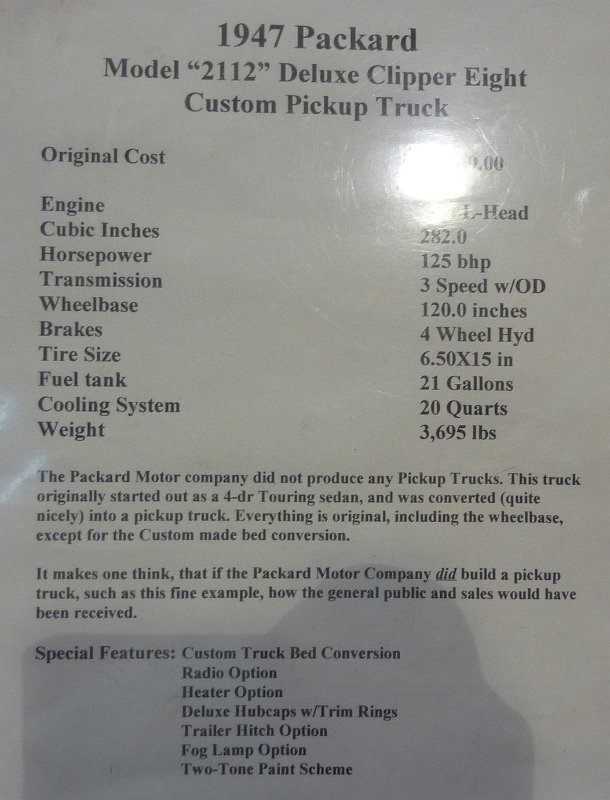 1947 Packard
Model “2112” Deluxe Clipper Eight
Custom Pickup Truck
Original Cost .00
Engine L-Head
Cubic Inches 282.0
Horsepower 125 bhp
Transmission 3 Speed w/OD
Wheelbase 120.0 inches
Brakes 4 Wheel Hyd
Tire Size 6.50X15 in
Fuel tank 21 Gallons
Cooling System 20 Quarts
Weight 3,695 lbs
The Packard Motor company did not produce any Pickup Trucks. This truck
originally started out as a 4-dr Touring sedan, and was converted (quite
nicely) into a pickup truck. Everything is original, including the wheelbase,
except for the Custom made bed conversion.
It makes one think, that if the Packard Motor Company did build a pickup
truck, such as this fine example, how the general public and sales would have
been received.
Special Features: Custom Truck Bed Conversion
Radio Option
Heater Option
Deluxe Hubcaps w/Trim Rings
Trailer Hitch Option
Fog Lamp Option
Two-Tone Paint Scheme